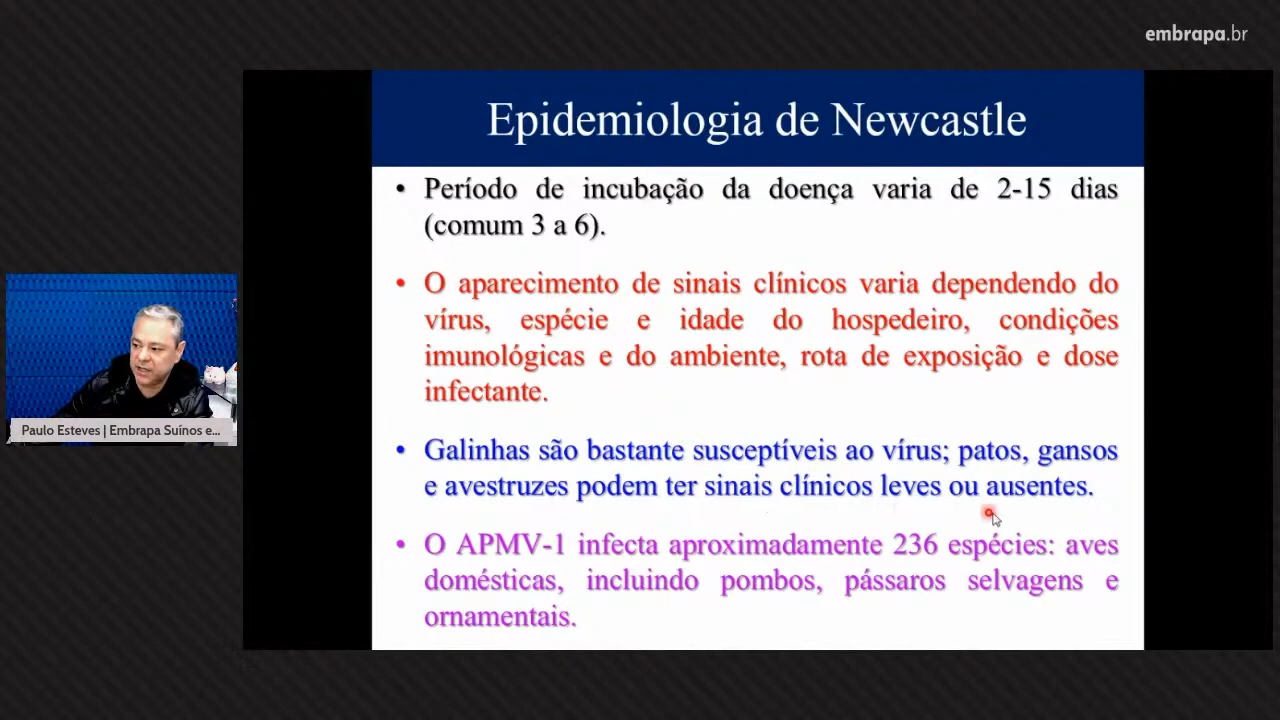 embrapa.br
Epidemiologia de Newcastle
• Período de incubação da doença varia de 2-15 dias
(comum 3 a 6).
• O aparecimento de sinais clínicos varia dependendo do
vírus, espécie e idade do hospedeiro, condições
imunológicas e do ambiente, rota de exposição e dose
infectante.
• Galinhas são bastante susceptíveis ao vírus; patos, gansos
e avestruzes podem ter sinais clínicos leves ou ausentes.
• O APMV-1 infecta aproximadamente 236 espécies: aves
domésticas, incluindo pombos, pássaros selvagens e
ornamentais.
Paulo Esteves | Embrapa Suínos e...